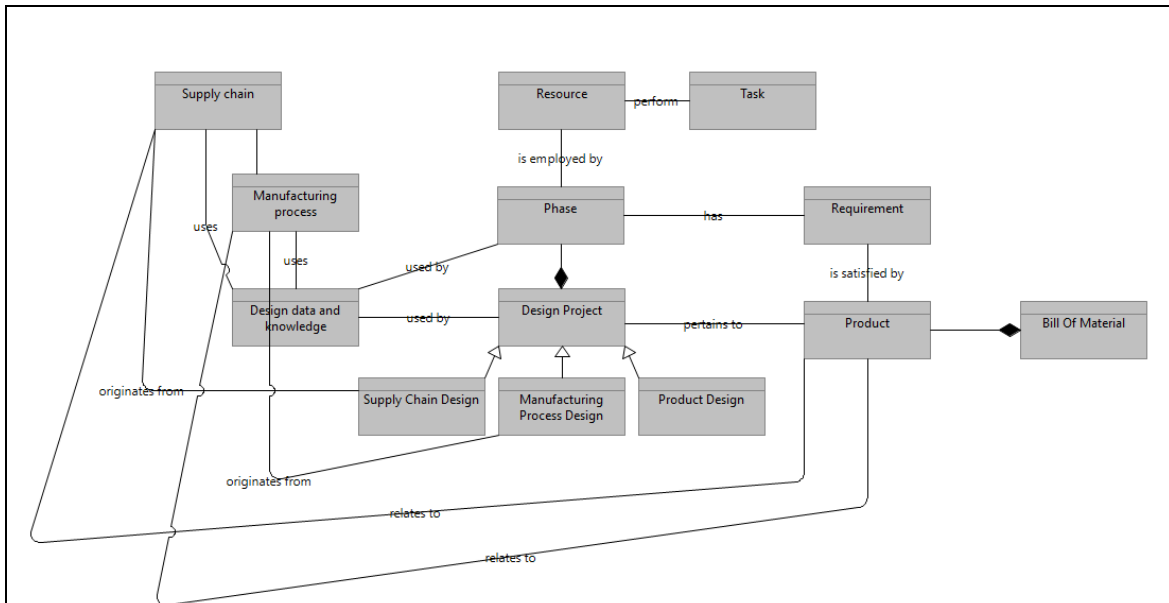 Supply chain
Resource
perform
Task
is employed by
Manufacturing
process
Phase
has
Requirement
uses
uses
used by
is satisfied by
Design data and
knowledge
used by
Design Project
pertains to
Product
Bill Of Material
originates from
Supply Chain Design
Manufacturing
Process Design
Product Design
originates from
relates to
relates to